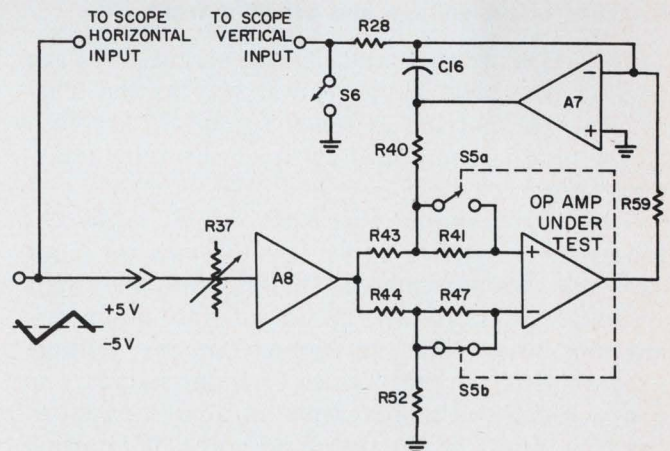 TO SCOPE
HORIZONTAL
INPUT
TO SCOPE
VERTICAL
INPUT
R28
S6
C16
A7
−
+
R40
S5a
R59
OP AMP
UNDER
TEST
R37
A8
R43
R41
+
R44
R47
−
+5 V
−5 V
R52
S5b